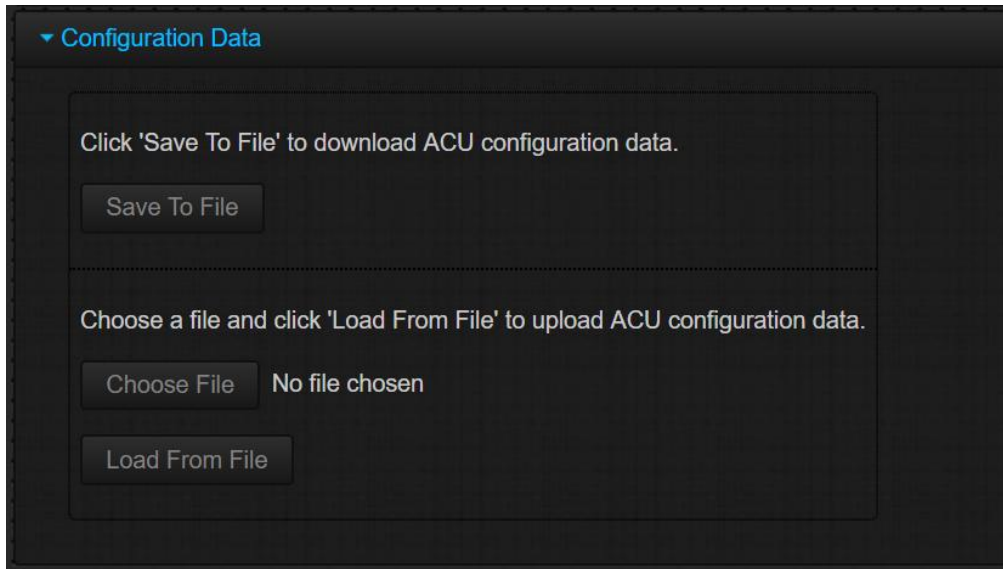 Configuration Data
Click 'Save To File' to download ACU configuration data.
Save To File
Choose a file and click 'Load From File' to upload ACU configuration data.
Choose File No file chosen
Load From File